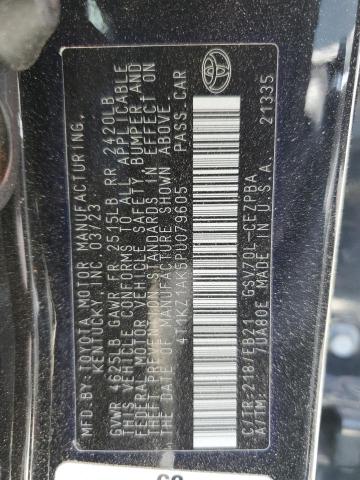 MFD. BY: TOYOTA MOTOR MANUFACTURING,
KENTUCKY, INC. 03/23
GVWR 4625LB GAWR FR 2515LB RR 2420LB
THIS VEHICLE CONFORMS TO ALL APPLICABLE
FEDERAL MOTOR VEHICLE SAFETY, BUMPER AND
THEFT PREVENTION STANDARDS IN EFFECT ON
THE DATE OF MANUFACTURE SHOWN ABOVE.
4T1KZ1AK5PU079605 PASS.CAR
C/TR:218/EB21 GSV70L-CEZPBA
A/TM: 7UA80E MADE IN U.S.A. 21335